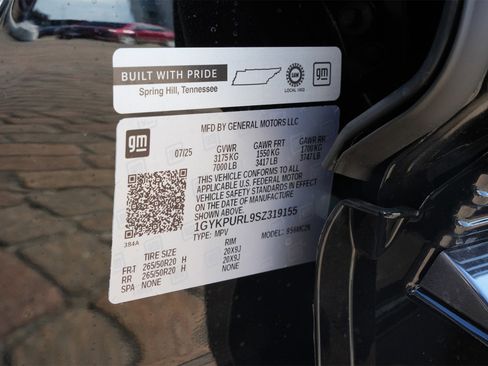 BUILT WITH PRIDE
Spring Hill, Tennessee
UAW
LOCAL 1853
gm
gm
MFD BY GENERAL MOTORS LLC
07/25 GVWR GAWR FRT GAWR RR
3175 KG 1550 KG 1700 KG
7000 LB 3417 LB 3747 LB
THIS VEHICLE CONFORMS TO ALL
APPLICABLE U.S. FEDERAL MOTOR
VEHICLE SAFETY STANDARDS IN EFFECT
ON THE DATE OF MANUFACTURE
SHOWN ABOVE.
1GYKPURL9SZ319155
TYPE: MPV MODEL:
384A
TIRE SIZE RIM
FR-T 265/50R20 H 20X9J
RR 265/50R20 H 20X9J
SPA NONE NONE